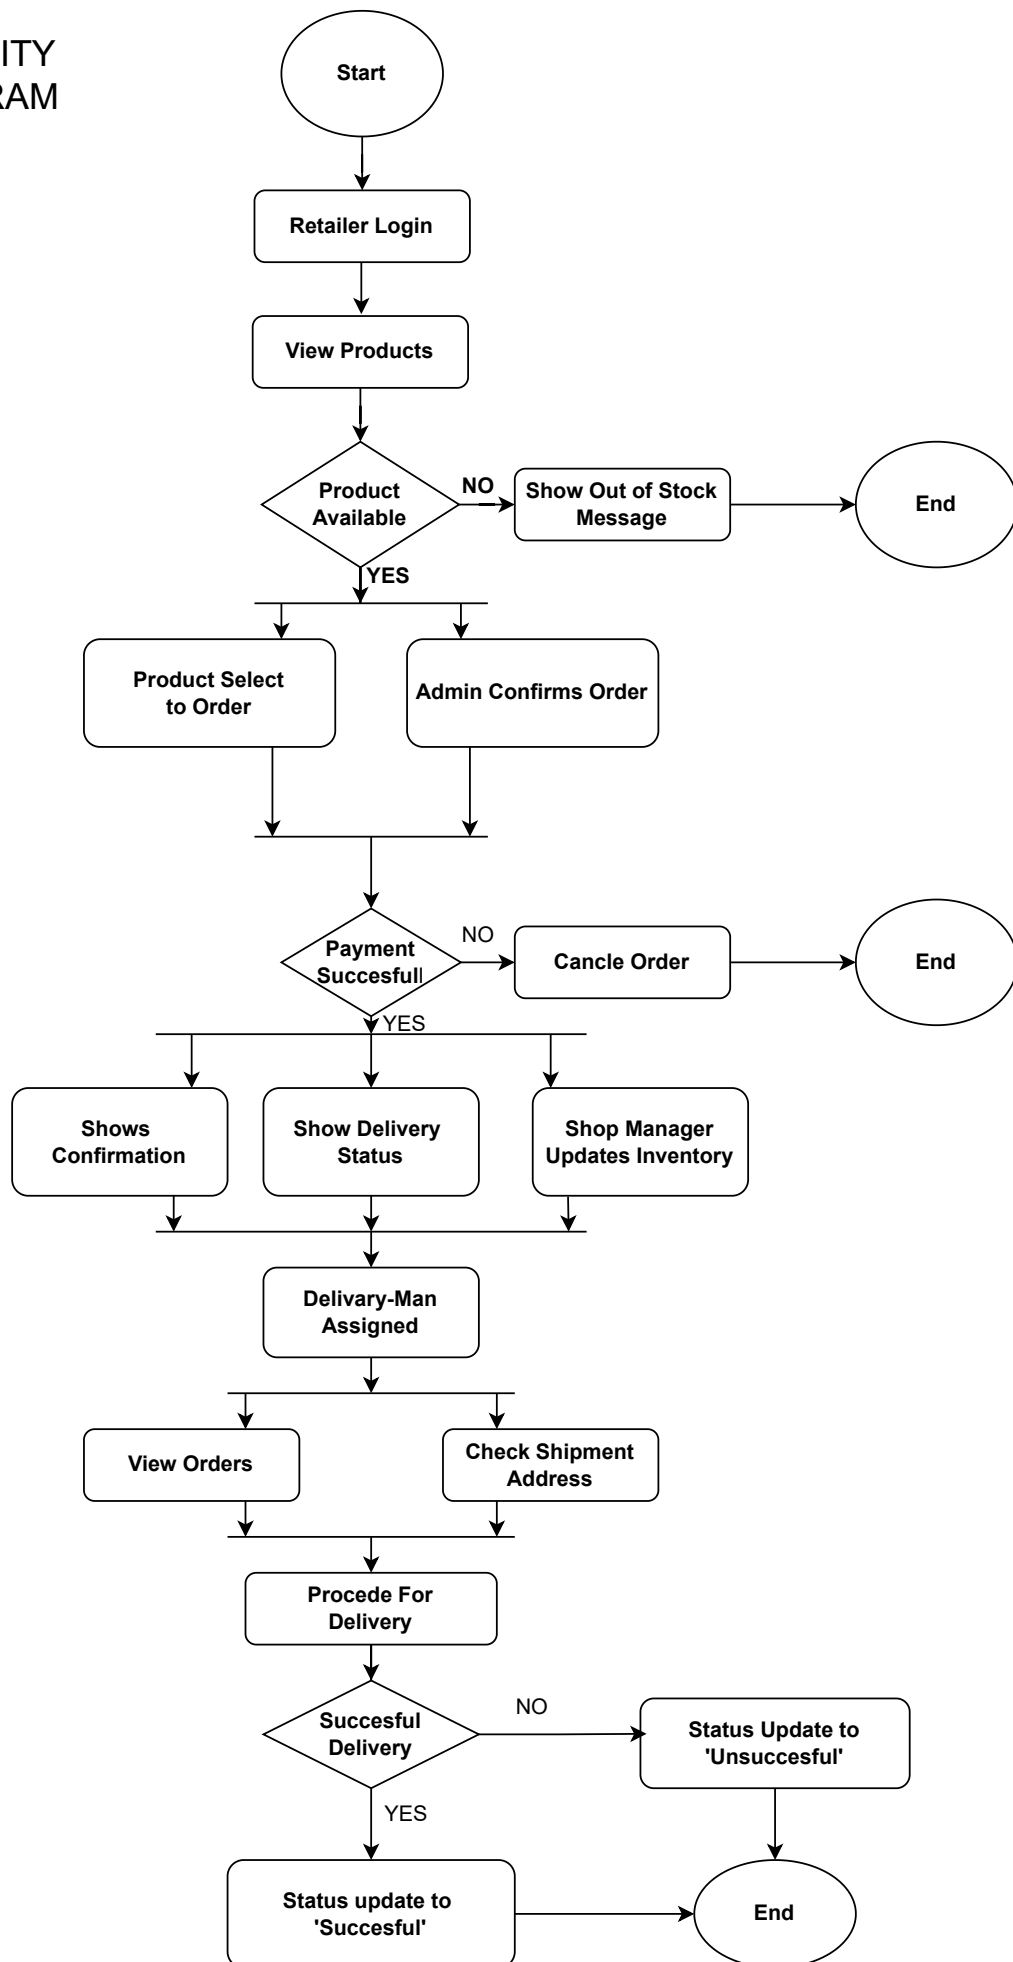 ITY
RAM
Start
Retailer Login
View Products
Product
Available
NO
Show Out of Stock
Message
End
YES
Product Select
to Order
Admin Confirms Order
Payment
Succesfull
NO
Cancle Order
End
YES
Shows
Confirmation
Show Delivery
Status
Shop Manager
Updates Inventory
Delivary-Man
Assigned
View Orders
Check Shipment
Address
Procede For
Delivery
Succesful
Delivery
NO
Status Update to
'Unsuccesful'
YES
Status update to
'Succesful'
End